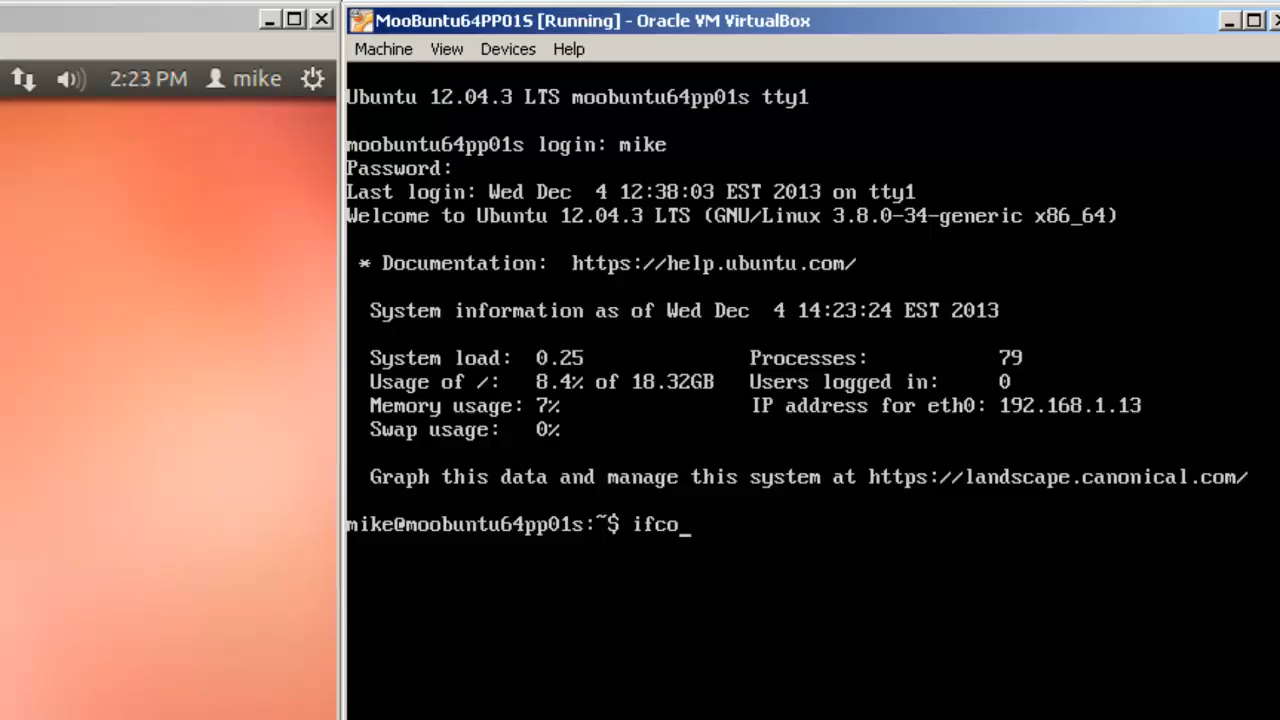 2:23 PM mike
MooBuntu64PP01S [Running] - Oracle VM VirtualBox
Machine View Devices Help
Ubuntu 12.04.3 LTS moobuntu64pp01s tty1
moobuntu64pp01s login: mike
Password:
Last login: Wed Dec  4 12:38:03 EST 2013 on tty1
Welcome to Ubuntu 12.04.3 LTS (GNU/Linux 3.8.0-34-generic x86_64)
* Documentation:  https://help.ubuntu.com/
System information as of Wed Dec  4 14:23:24 EST 2013
System load:  0.25 Processes: 79
Usage of /:  8.4% of 18.32GB Users logged in: 0
Memory usage: 7% IP address for eth0: 192.168.1.13
Swap usage:  0%
Graph this data and manage this system at https://landscape.canonical.com/
mike@moobuntu64pp01s:~$ ifco_